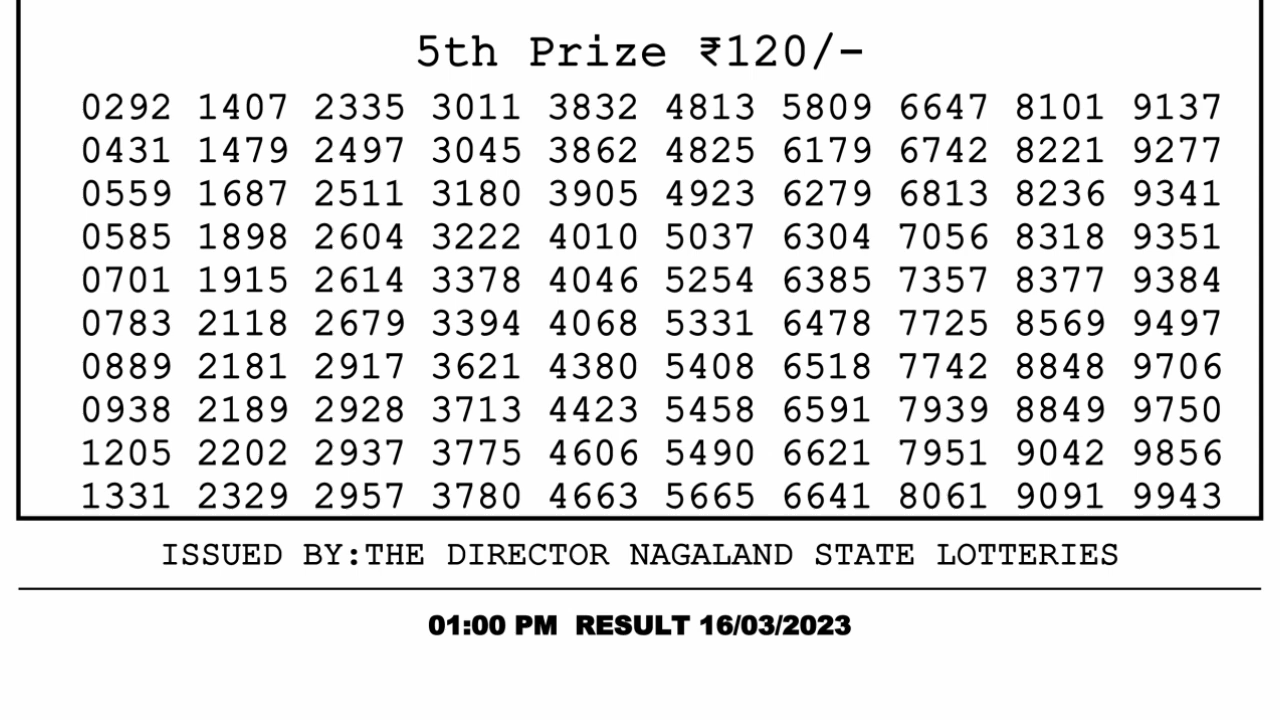 5th Prize ₹120/-
0292 1407 2335 3011 3832 4813 5809 6647 8101 9137
0431 1479 2497 3045 3862 4825 6179 6742 8221 9277
0559 1687 2511 3180 3905 4923 6279 6813 8236 9341
0585 1898 2604 3222 4010 5037 6304 7056 8318 9351
0701 1915 2614 3378 4046 5254 6385 7357 8377 9384
0783 2118 2679 3394 4068 5331 6478 7725 8569 9497
0889 2181 2917 3621 4380 5408 6518 7742 8848 9706
0938 2189 2928 3713 4423 5458 6591 7939 8849 9750
1205 2202 2937 3775 4606 5490 6621 7951 9042 9856
1331 2329 2957 3780 4663 5665 6641 8061 9091 9943
ISSUED BY:THE DIRECTOR NAGALAND STATE LOTTERIES
01:00 PM RESULT 16/03/2023